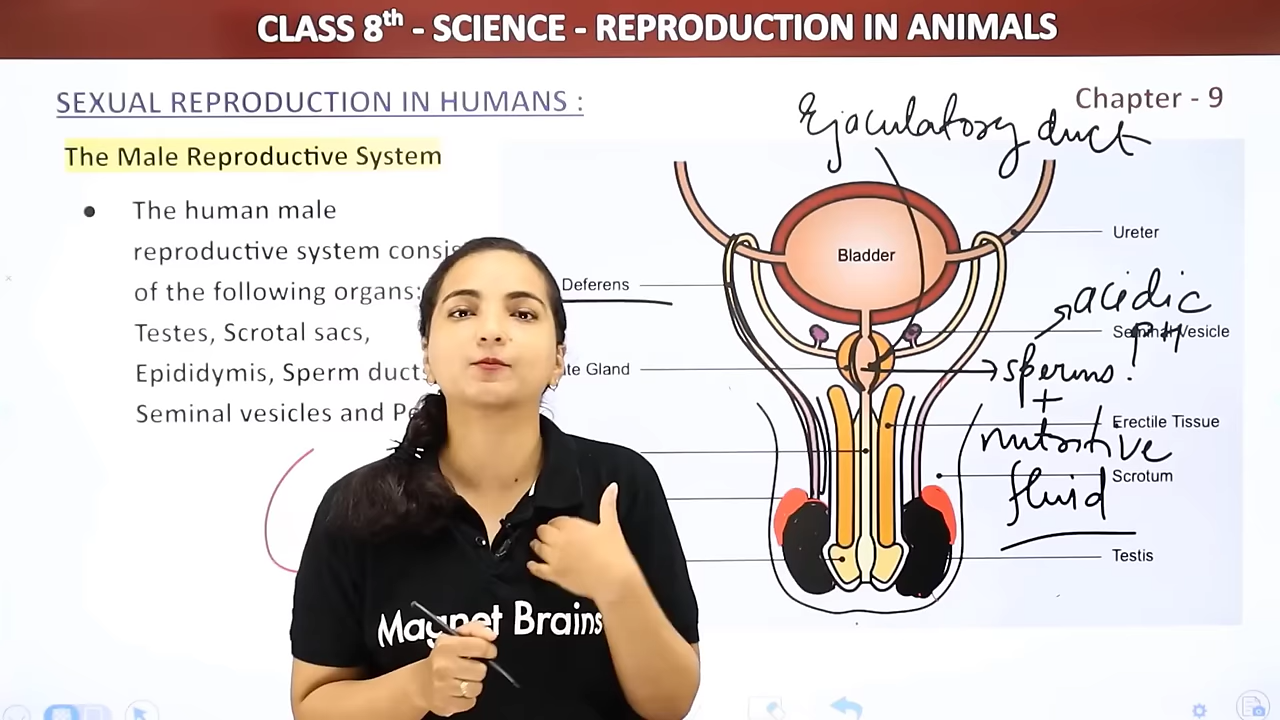 CLASS 8th - SCIENCE - REPRODUCTION IN ANIMALS
SEXUAL REPRODUCTION IN HUMANS :
Chapter - 9
The Male Reproductive System
● The human male
reproductive system consis
of the following organs:
Testes, Scrotal sacs,
Epididymis, Sperm duct
Seminal vesicles and Pe
Ejaculatory duct
Bladder
Ureter
Deferens
acidic
pH
Seminal Vesicle
te Gland
sperms.
+
nutritive
fluid
Erectile Tissue
Scrotum
Testis
Magnet Brains